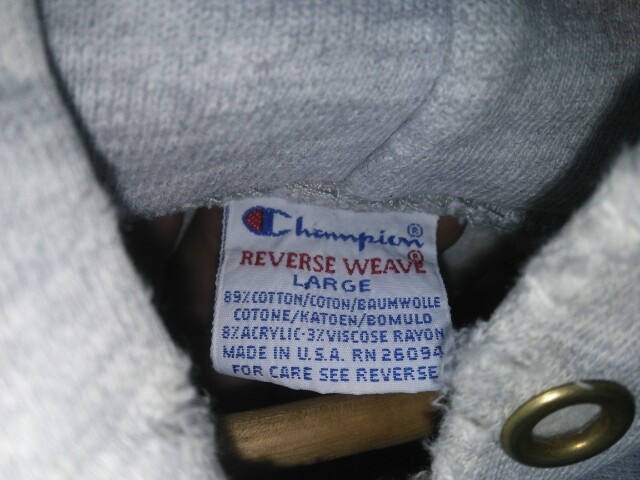 Champion®
REVERSE WEAVE®
LARGE
89% COTTON/COTON/BAUMWOLLE
COTONE/KATOEN/BOMULD
8% ACRYLIC-3% VISCOSE RAYON
MADE IN U.S.A. RN 26094
FOR CARE SEE REVERSE